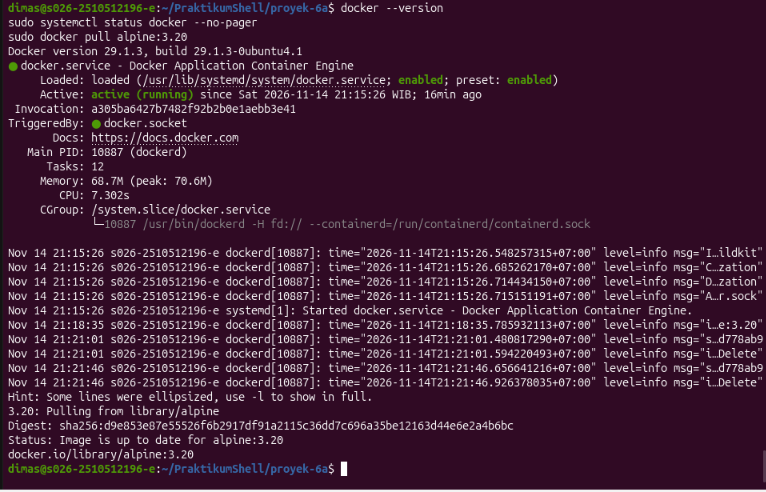 dimas@s026-2510512196-e:~/PraktikumShell/proyek-6a$ docker --version
sudo systemctl status docker --no-pager
sudo docker pull alpine:3.20
Docker version 29.1.3, build 29.1.3-0ubuntu4.1
● docker.service - Docker Application Container Engine
     Loaded: loaded (/usr/lib/systemd/system/docker.service; enabled; preset: enabled)
     Active: active (running) since Sat 2026-11-14 21:15:26 WIB; 16min ago
 Invocation: a305ba6427b7482f92b2b0e1aebb3e41
TriggeredBy: ● docker.socket
       Docs: https://docs.docker.com
   Main PID: 10887 (dockerd)
      Tasks: 12
     Memory: 68.7M (peak: 70.6M)
        CPU: 7.302s
     CGroup: /system.slice/docker.service
             └─10887 /usr/bin/dockerd -H fd:// --containerd=/run/containerd/containerd.sock
Nov 14 21:15:26 s026-2510512196-e dockerd[10887]: time="2026-11-14T21:15:26.548257315+07:00" level=info msg="I…ildkit"
Nov 14 21:15:26 s026-2510512196-e dockerd[10887]: time="2026-11-14T21:15:26.685262170+07:00" level=info msg="C…zation"
Nov 14 21:15:26 s026-2510512196-e dockerd[10887]: time="2026-11-14T21:15:26.714434150+07:00" level=info msg="D…zation"
Nov 14 21:15:26 s026-2510512196-e dockerd[10887]: time="2026-11-14T21:15:26.715151191+07:00" level=info msg="A…r.sock"
Nov 14 21:15:26 s026-2510512196-e systemd[1]: Started docker.service - Docker Application Container Engine.
Nov 14 21:18:35 s026-2510512196-e dockerd[10887]: time="2026-11-14T21:18:35.785932113+07:00" level=info msg="i…e:3.20"
Nov 14 21:21:01 s026-2510512196-e dockerd[10887]: time="2026-11-14T21:21:01.480817290+07:00" level=info msg="s…d778ab9
Nov 14 21:21:01 s026-2510512196-e dockerd[10887]: time="2026-11-14T21:21:01.594220493+07:00" level=info msg="i…Delete"
Nov 14 21:21:46 s026-2510512196-e dockerd[10887]: time="2026-11-14T21:21:46.656641216+07:00" level=info msg="s…d778ab9
Nov 14 21:21:46 s026-2510512196-e dockerd[10887]: time="2026-11-14T21:21:46.926378035+07:00" level=info msg="i…Delete"
Hint: Some lines were ellipsized, use -l to show in full.
3.20: Pulling from library/alpine
Digest: sha256:d9e853e87e55526f6b2917df91a2115c36dd7c696a35be12163d44e6e2a4b6bc
Status: Image is up to date for alpine:3.20
docker.io/library/alpine:3.20
dimas@s026-2510512196-e:~/PraktikumShell/proyek-6a$